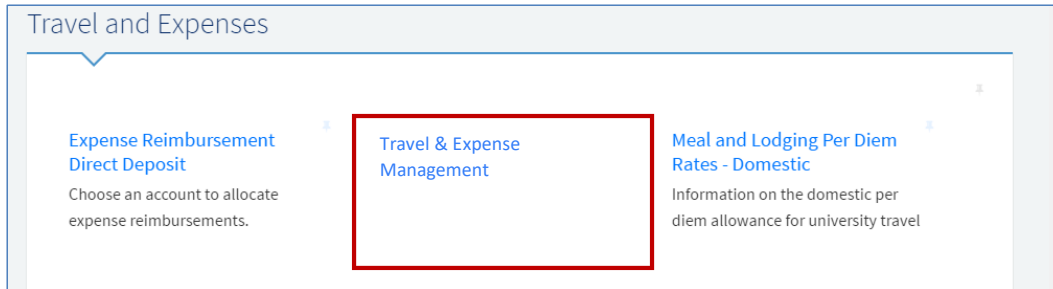 Travel and Expenses
Expense Reimbursement
Direct Deposit
Choose an account to allocate
expense reimbursements.
Travel & Expense
Management
Meal and Lodging Per Diem
Rates - Domestic
Information on the domestic per
diem allowance for university travel